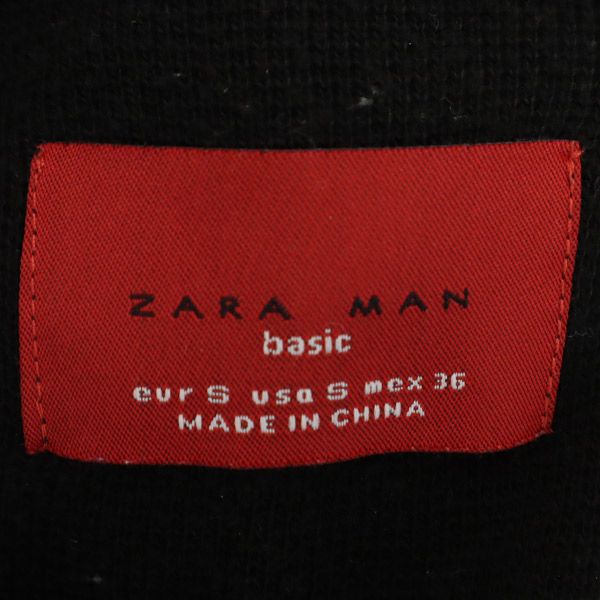 ZARA MAN
basic
eur S usa S mex 36
MADE IN CHINA